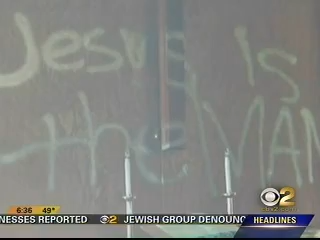 Jesus is
the MAN
6:36 49°
2
NESSES REPORTED 2 JEWISH GROUP DENOUNC
HEADLINES